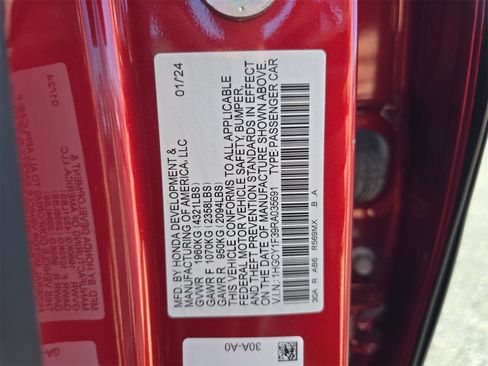 01/24
MFD.BY HONDA DEVELOPMENT &
MANUFACTURING OF AMERICA, LLC
GVWR 1960KG(4321LBS)
GAWR F 1070KG(2358LBS)
GAWR R 950KG(2094LBS)
THIS VEHICLE CONFORMS TO ALL APPLICABLE
FEDERAL MOTOR VEHICLE SAFETY, BUMPER,
AND THEFT PREVENTION STANDARDS IN EFFECT
ON THE DATE OF MANUFACTURE SHOWN ABOVE.
V.I.N: 1HGCY1F39RA035691 TYPE:PASSENGER CAR
30A R AB6 R569MX B A
30A-A0